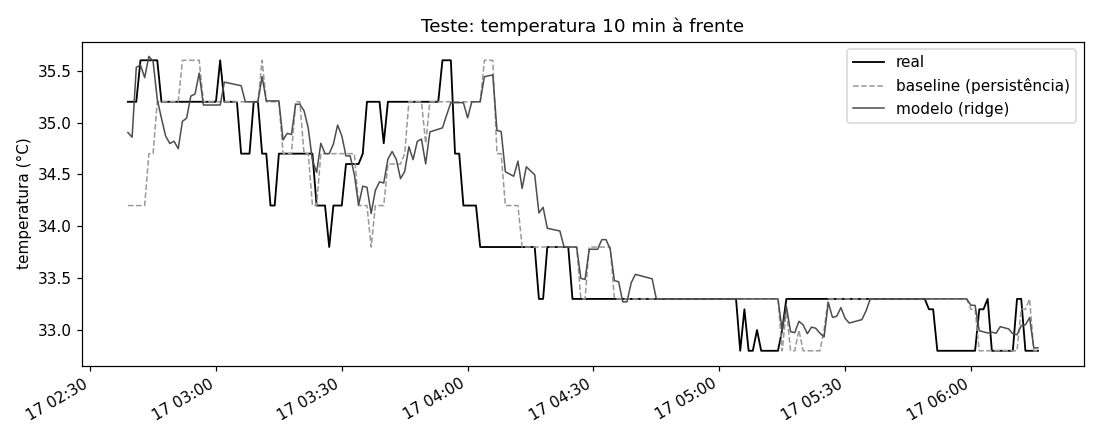 Teste: temperatura 10 min à frente
temperatura (°C)
35.5
35.0
34.5
34.0
33.5
33.0
real
baseline (persistência)
modelo (ridge)
17 02:30
17 03:00
17 03:30
17 04:00
17 04:30
17 05:00
17 05:30
17 06:00